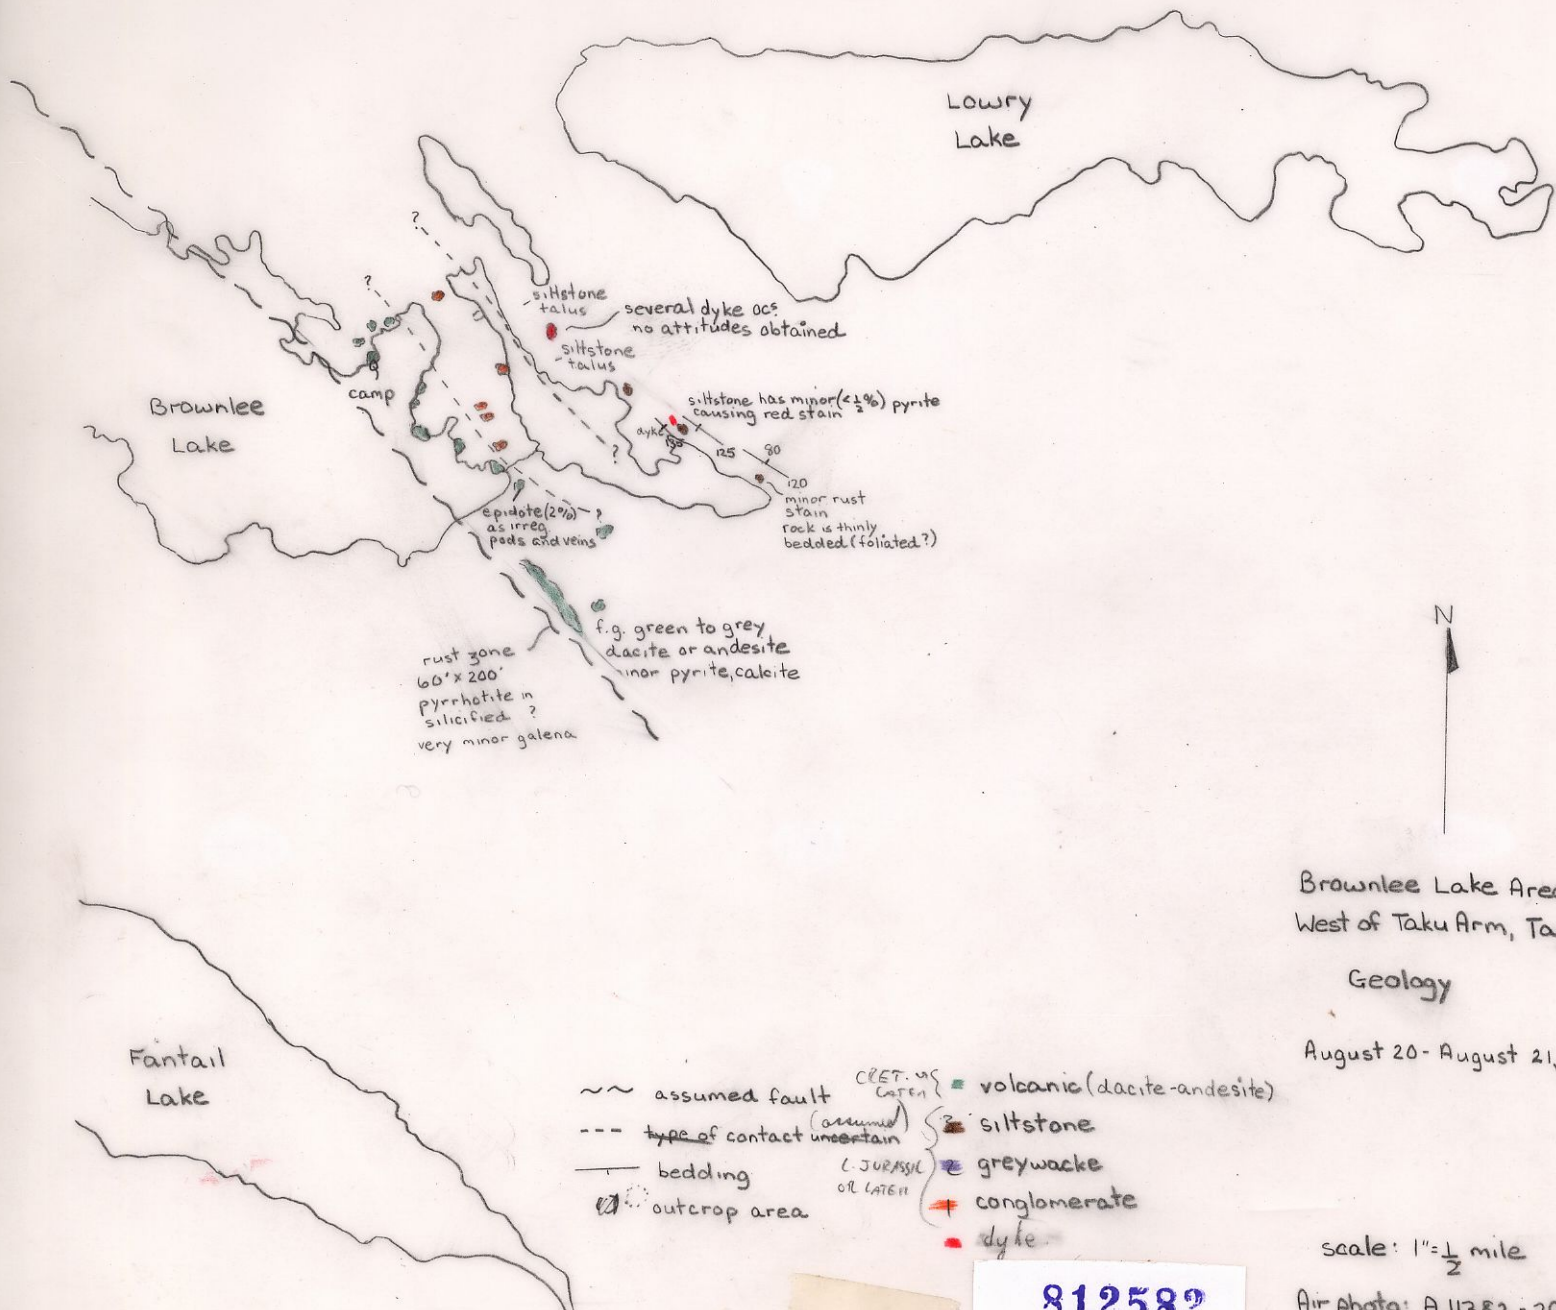 Lowry
Lake
?
?
siltstone
talus
several dyke ocs.
no attitudes obtained
siltstone
talus
camp
Brownlee
Lake
siltstone has minor (<½%) pyrite
causing red stain
dyke
130
125
80
120
?
minor rust
stain
rock is thinly
bedded (foliated?)
epidote (2%)
as irreg.
pods and veins
?
f.g. green to grey
dacite or andesite
minor pyrite, calcite
rust zone
60' x 200'
pyrrhotite in
silicified ?
very minor galena
N
Brownlee Lake Area
West of Taku Arm, Ta
Geology
August 20 - August 21,
Fantail
Lake
assumed fault
type of contact uncertain (assumed)
bedding
outcrop area
CRET. or
LATER
volcanic (dacite-andesite)
siltstone
L. JURASSIC
OR LATER
greywacke
conglomerate
dyke
scale: 1"=½ mile
812582
Air photo: